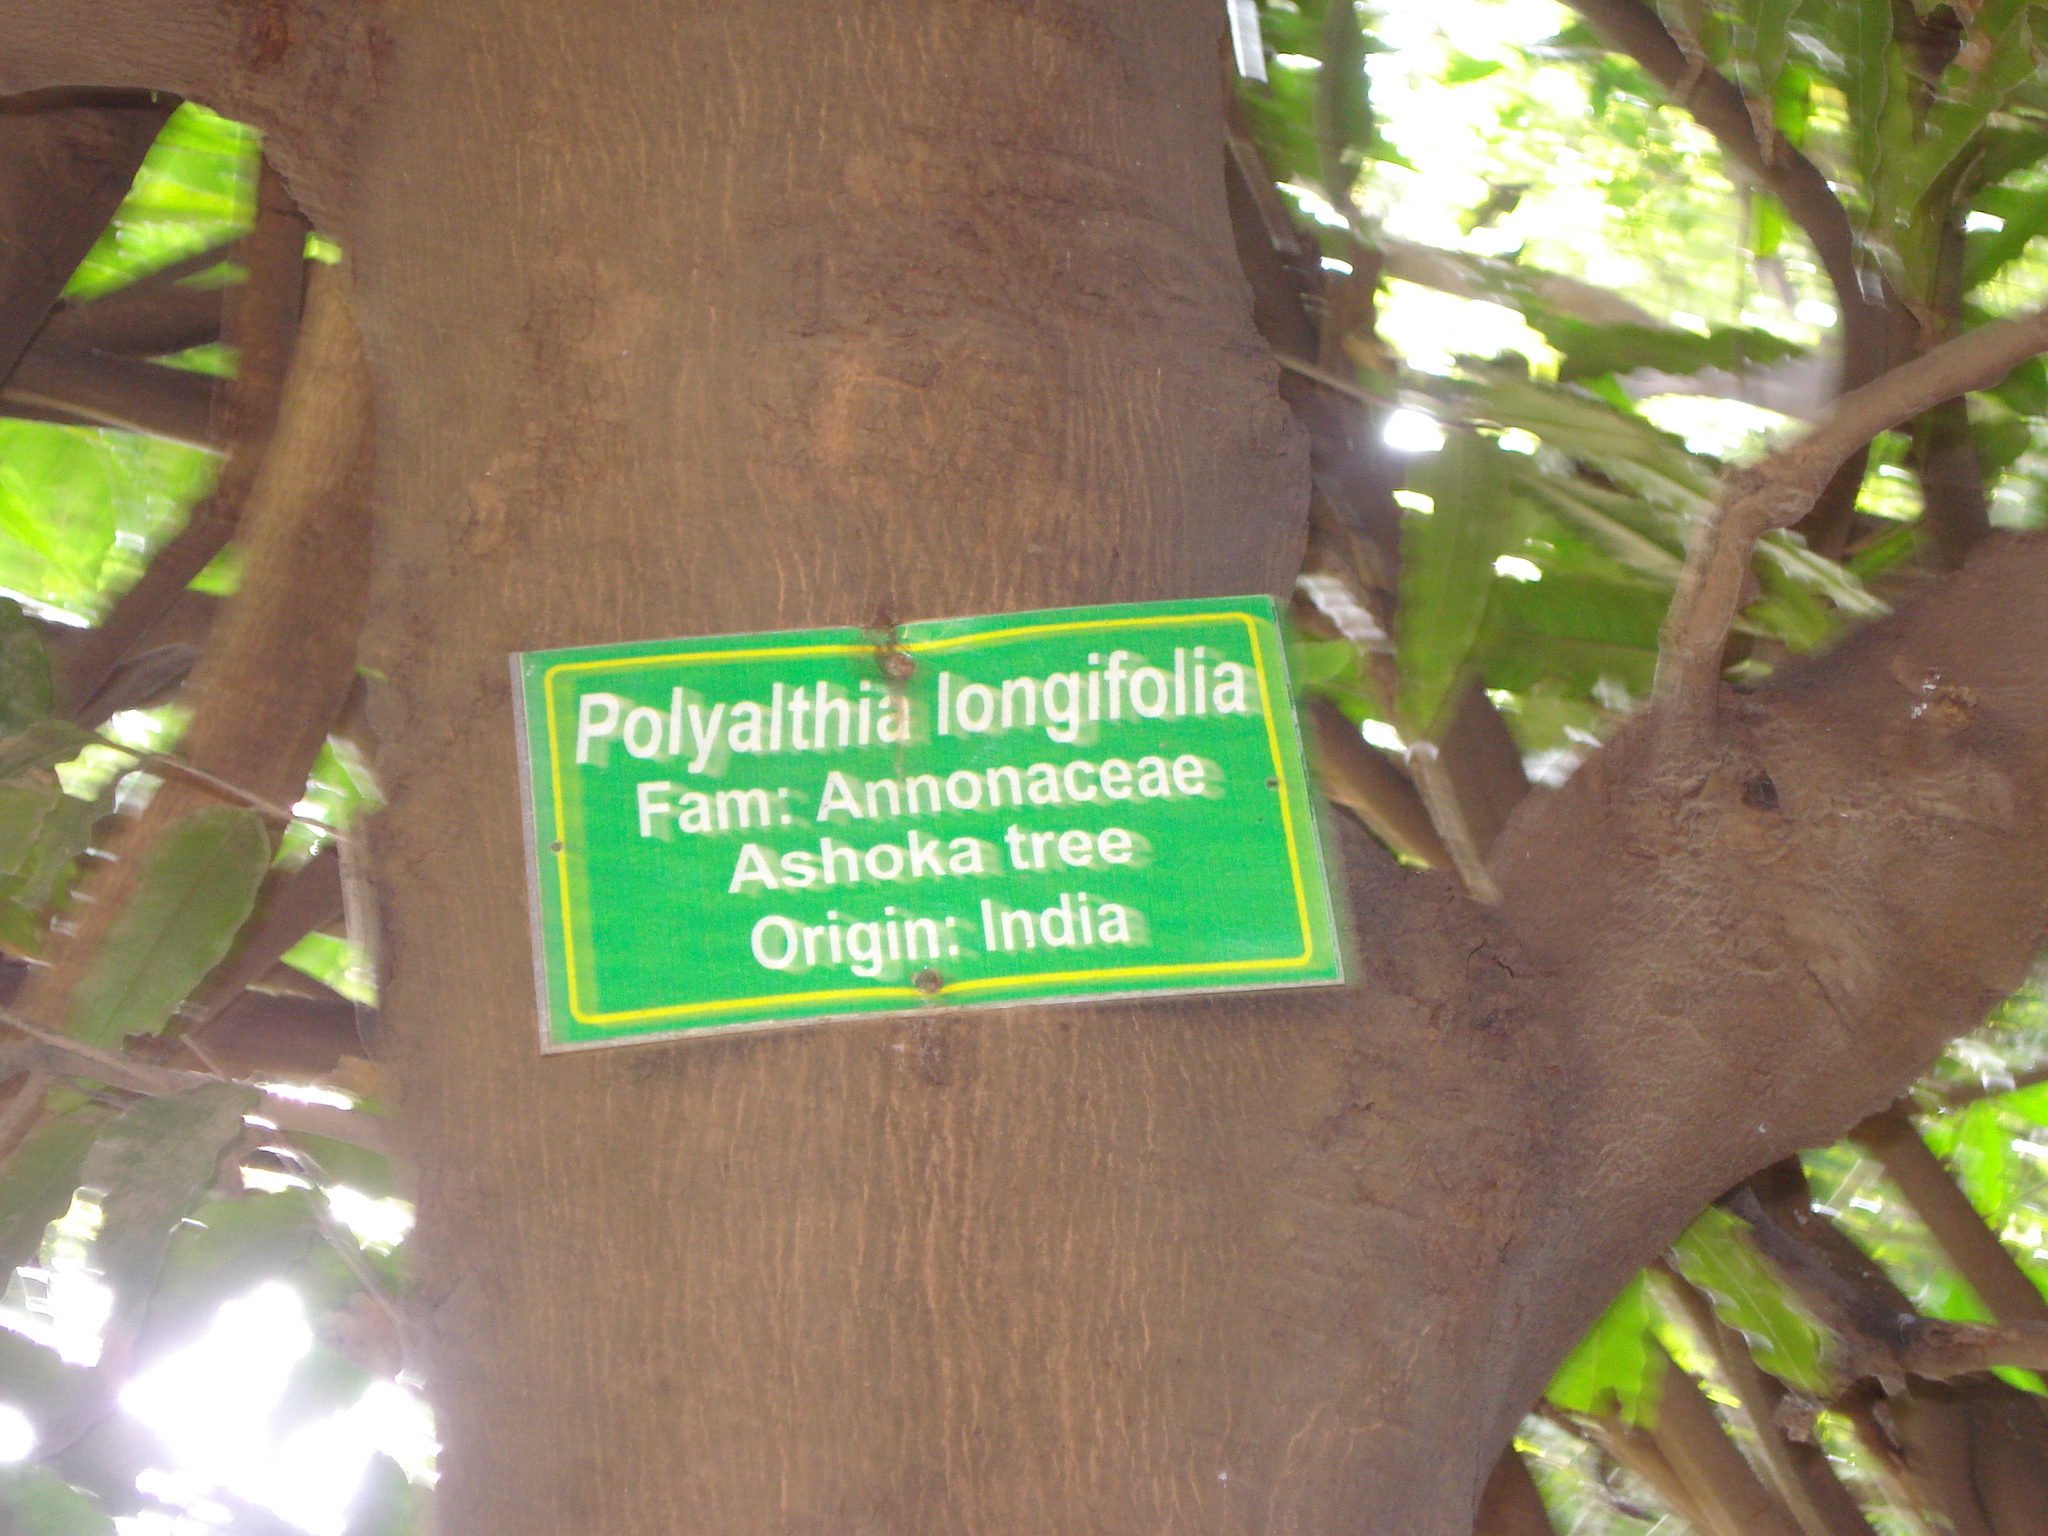 Polyalthia longifolia
Fam: Annonaceae
Ashoka tree
Origin: India